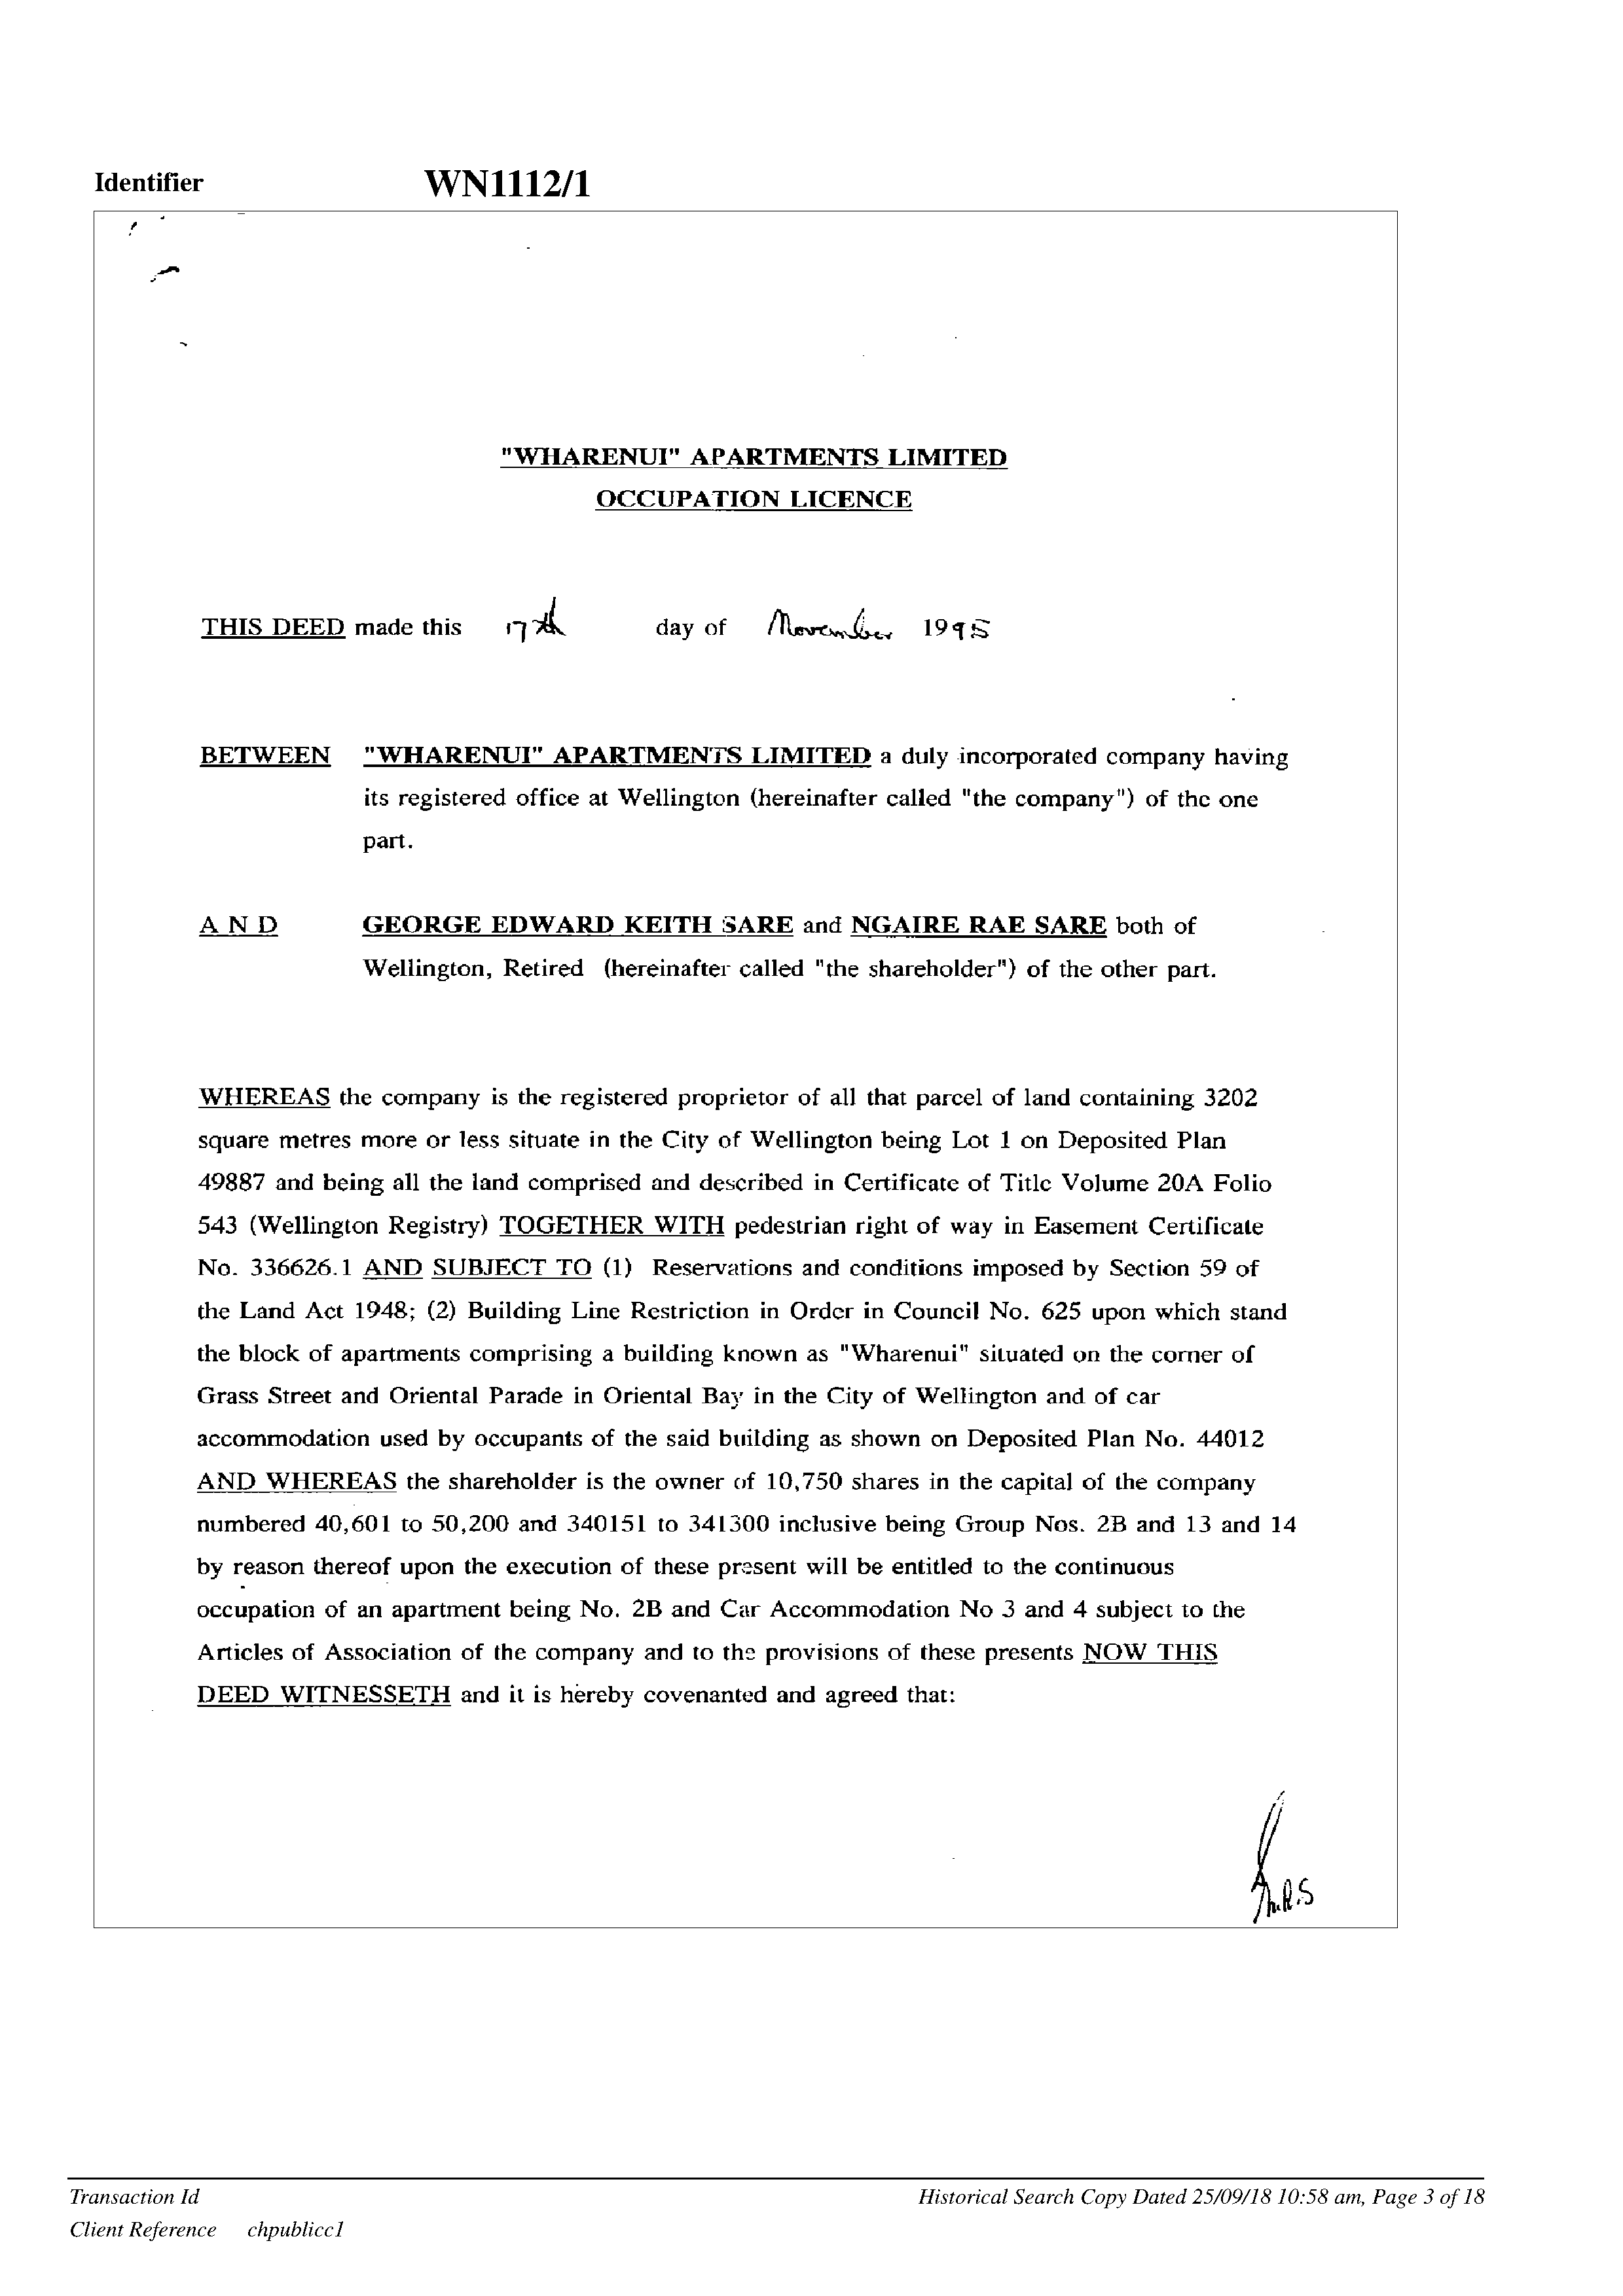 Identifier WN1112/1
"WHARENUI" APARTMENTS LIMITED
OCCUPATION LICENCE
THIS DEED made this 17th day of November 1995
BETWEEN "WHARENUI" APARTMENTS LIMITED a duly incorporated company having
its registered office at Wellington (hereinafter called "the company") of the one
part.
A N D GEORGE EDWARD KEITH SARE and NGAIRE RAE SARE both of
Wellington, Retired (hereinafter called "the shareholder") of the other part.
WHEREAS the company is the registered proprietor of all that parcel of land containing 3202
square metres more or less situate in the City of Wellington being Lot 1 on Deposited Plan
49887 and being all the land comprised and described in Certificate of Title Volume 20A Folio
543 (Wellington Registry) TOGETHER WITH pedestrian right of way in Easement Certificate
No. 336626.1 AND SUBJECT TO (1) Reservations and conditions imposed by Section 59 of
the Land Act 1948; (2) Building Line Restriction in Order in Council No. 625 upon which stand
the block of apartments comprising a building known as "Wharenui" situated on the corner of
Grass Street and Oriental Parade in Oriental Bay in the City of Wellington and of car
accommodation used by occupants of the said building as shown on Deposited Plan No. 44012
AND WHEREAS the shareholder is the owner of 10,750 shares in the capital of the company
numbered 40,601 to 50,200 and 340151 to 341300 inclusive being Group Nos. 2B and 13 and 14
by reason thereof upon the execution of these present will be entitled to the continuous
occupation of an apartment being No. 2B and Car Accommodation No 3 and 4 subject to the
Articles of Association of the company and to the provisions of these presents NOW THIS
DEED WITNESSETH and it is hereby covenanted and agreed that:
Transaction Id
Historical Search Copy Dated 25/09/18 10:58 am, Page 3 of 18
Client Reference chpubliccl